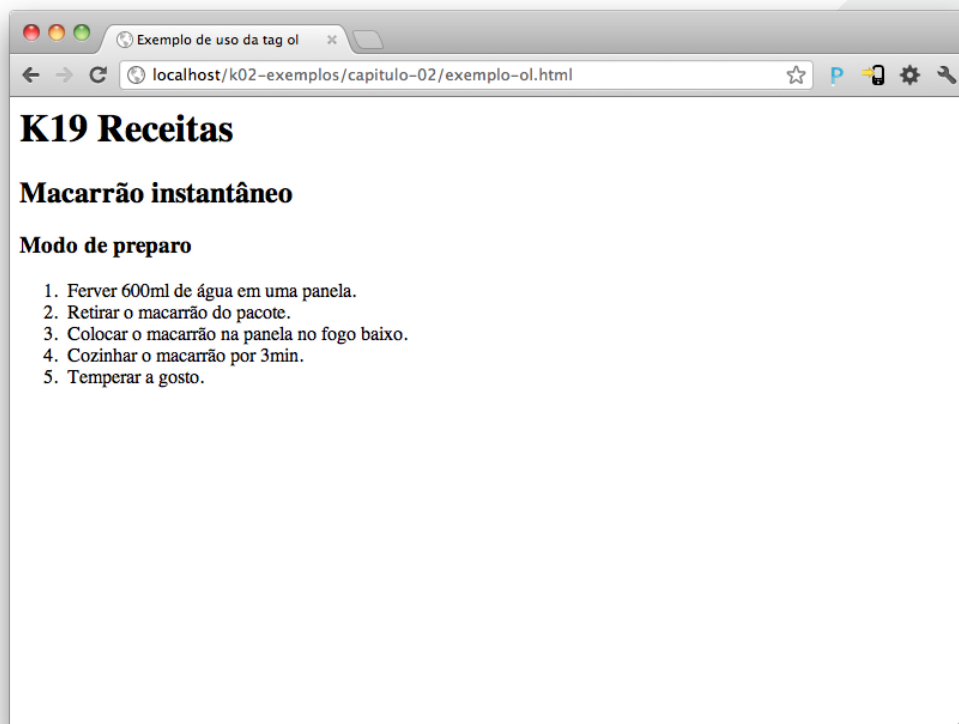 Exemplo de uso da tag ol
localhost/k02-exemplos/capitulo-02/exemplo-ol.html
P
K19 Receitas
Macarrão instantâneo
Modo de preparo
1. Ferver 600ml de água em uma panela.
2. Retirar o macarrão do pacote.
3. Colocar o macarrão na panela no fogo baixo.
4. Cozinhar o macarrão por 3min.
5. Temperar a gosto.